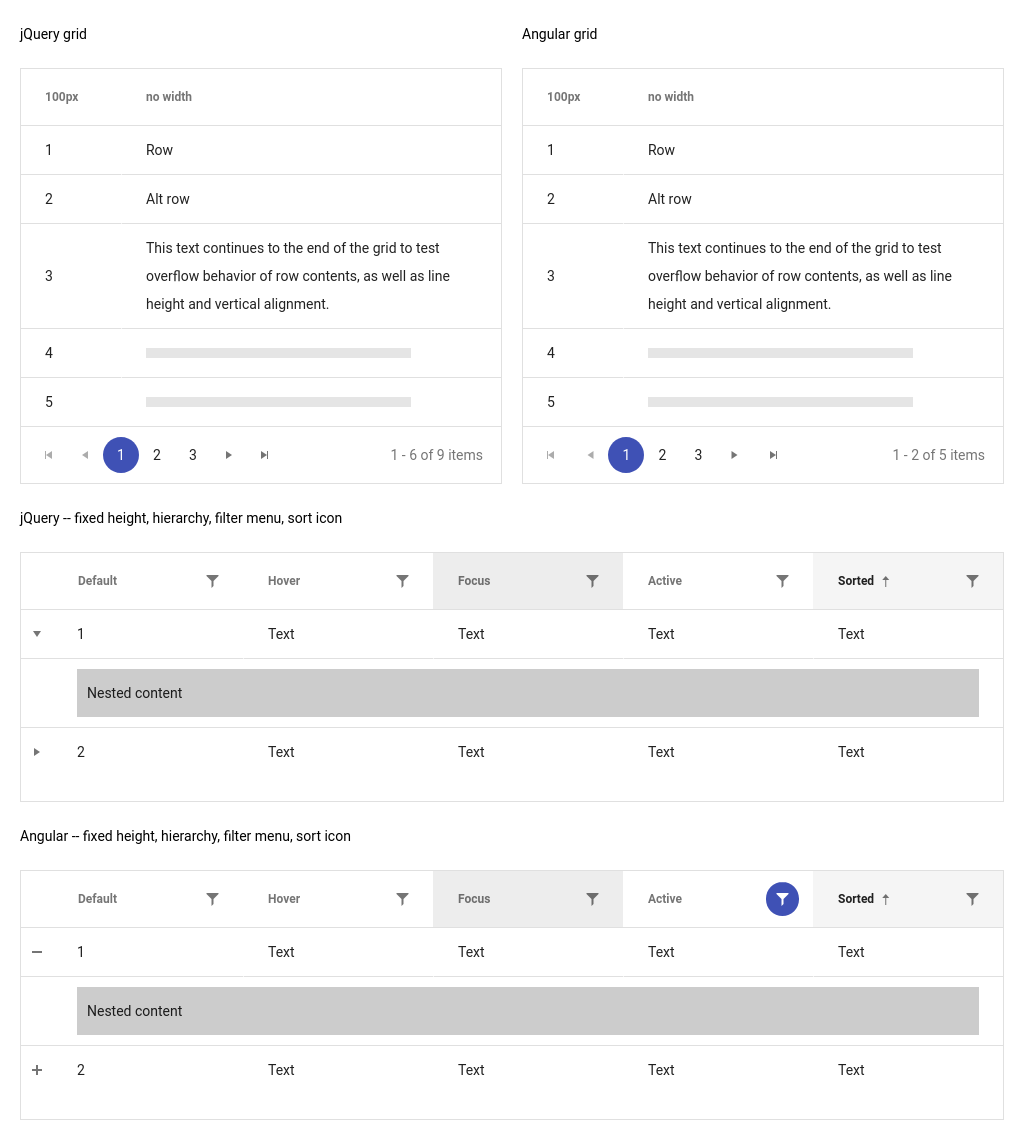 jQuery grid
100px no width
1 Row
2 Alt row
3 This text continues to the end of the grid to test
overflow behavior of row contents, as well as line
height and vertical alignment.
4
5
1 2 3 1 - 6 of 9 items
Angular grid
100px no width
1 Row
2 Alt row
3 This text continues to the end of the grid to test
overflow behavior of row contents, as well as line
height and vertical alignment.
4
5
1 2 3 1 - 2 of 5 items
jQuery -- fixed height, hierarchy, filter menu, sort icon
Default Hover Focus Active Sorted
1 Text Text Text Text
Nested content
2 Text Text Text Text
Angular -- fixed height, hierarchy, filter menu, sort icon
Default Hover Focus Active Sorted
1 Text Text Text Text
Nested content
2 Text Text Text Text